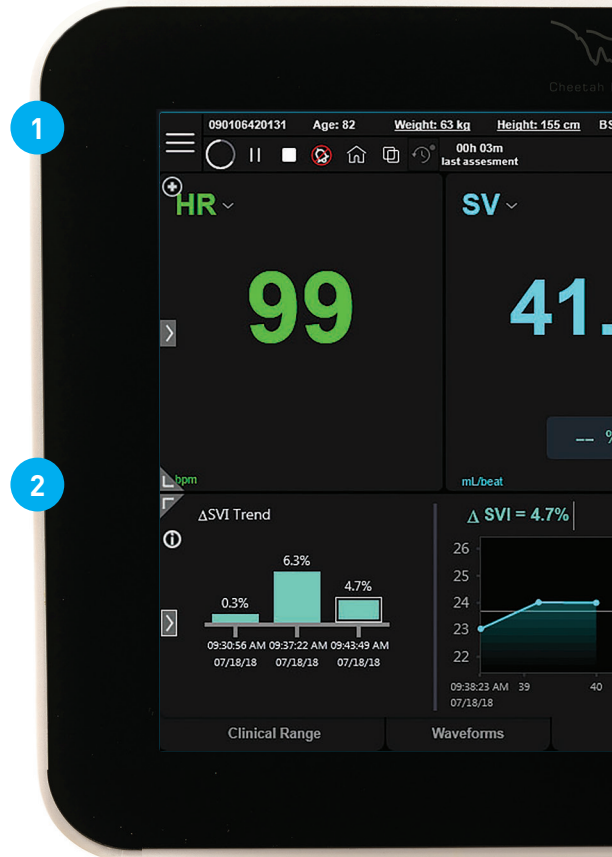 Cheetah
1
090106420131 Age: 82 Weight: 63 kg Height: 155 cm
00h 03m
last assesment
HR
SV
99
41.
-- %
bpm
mL/beat
2
ΔSVI Trend
Δ SVI = 4.7%
6.3%
4.7%
0.3%
26
25
24
23
22
09:30:56 AM 09:37:22 AM 09:43:49 AM
07/18/18 07/18/18 07/18/18
09:38:23 AM 39 40
07/18/18
Clinical Range
Waveforms